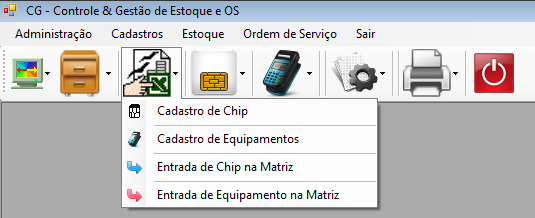 CG - Controle & Gestão de Estoque e OS
Administração Cadastros Estoque Ordem de Serviço Sair
Cadastro de Chip
Cadastro de Equipamentos
Entrada de Chip na Matriz
Entrada de Equipamento na Matriz